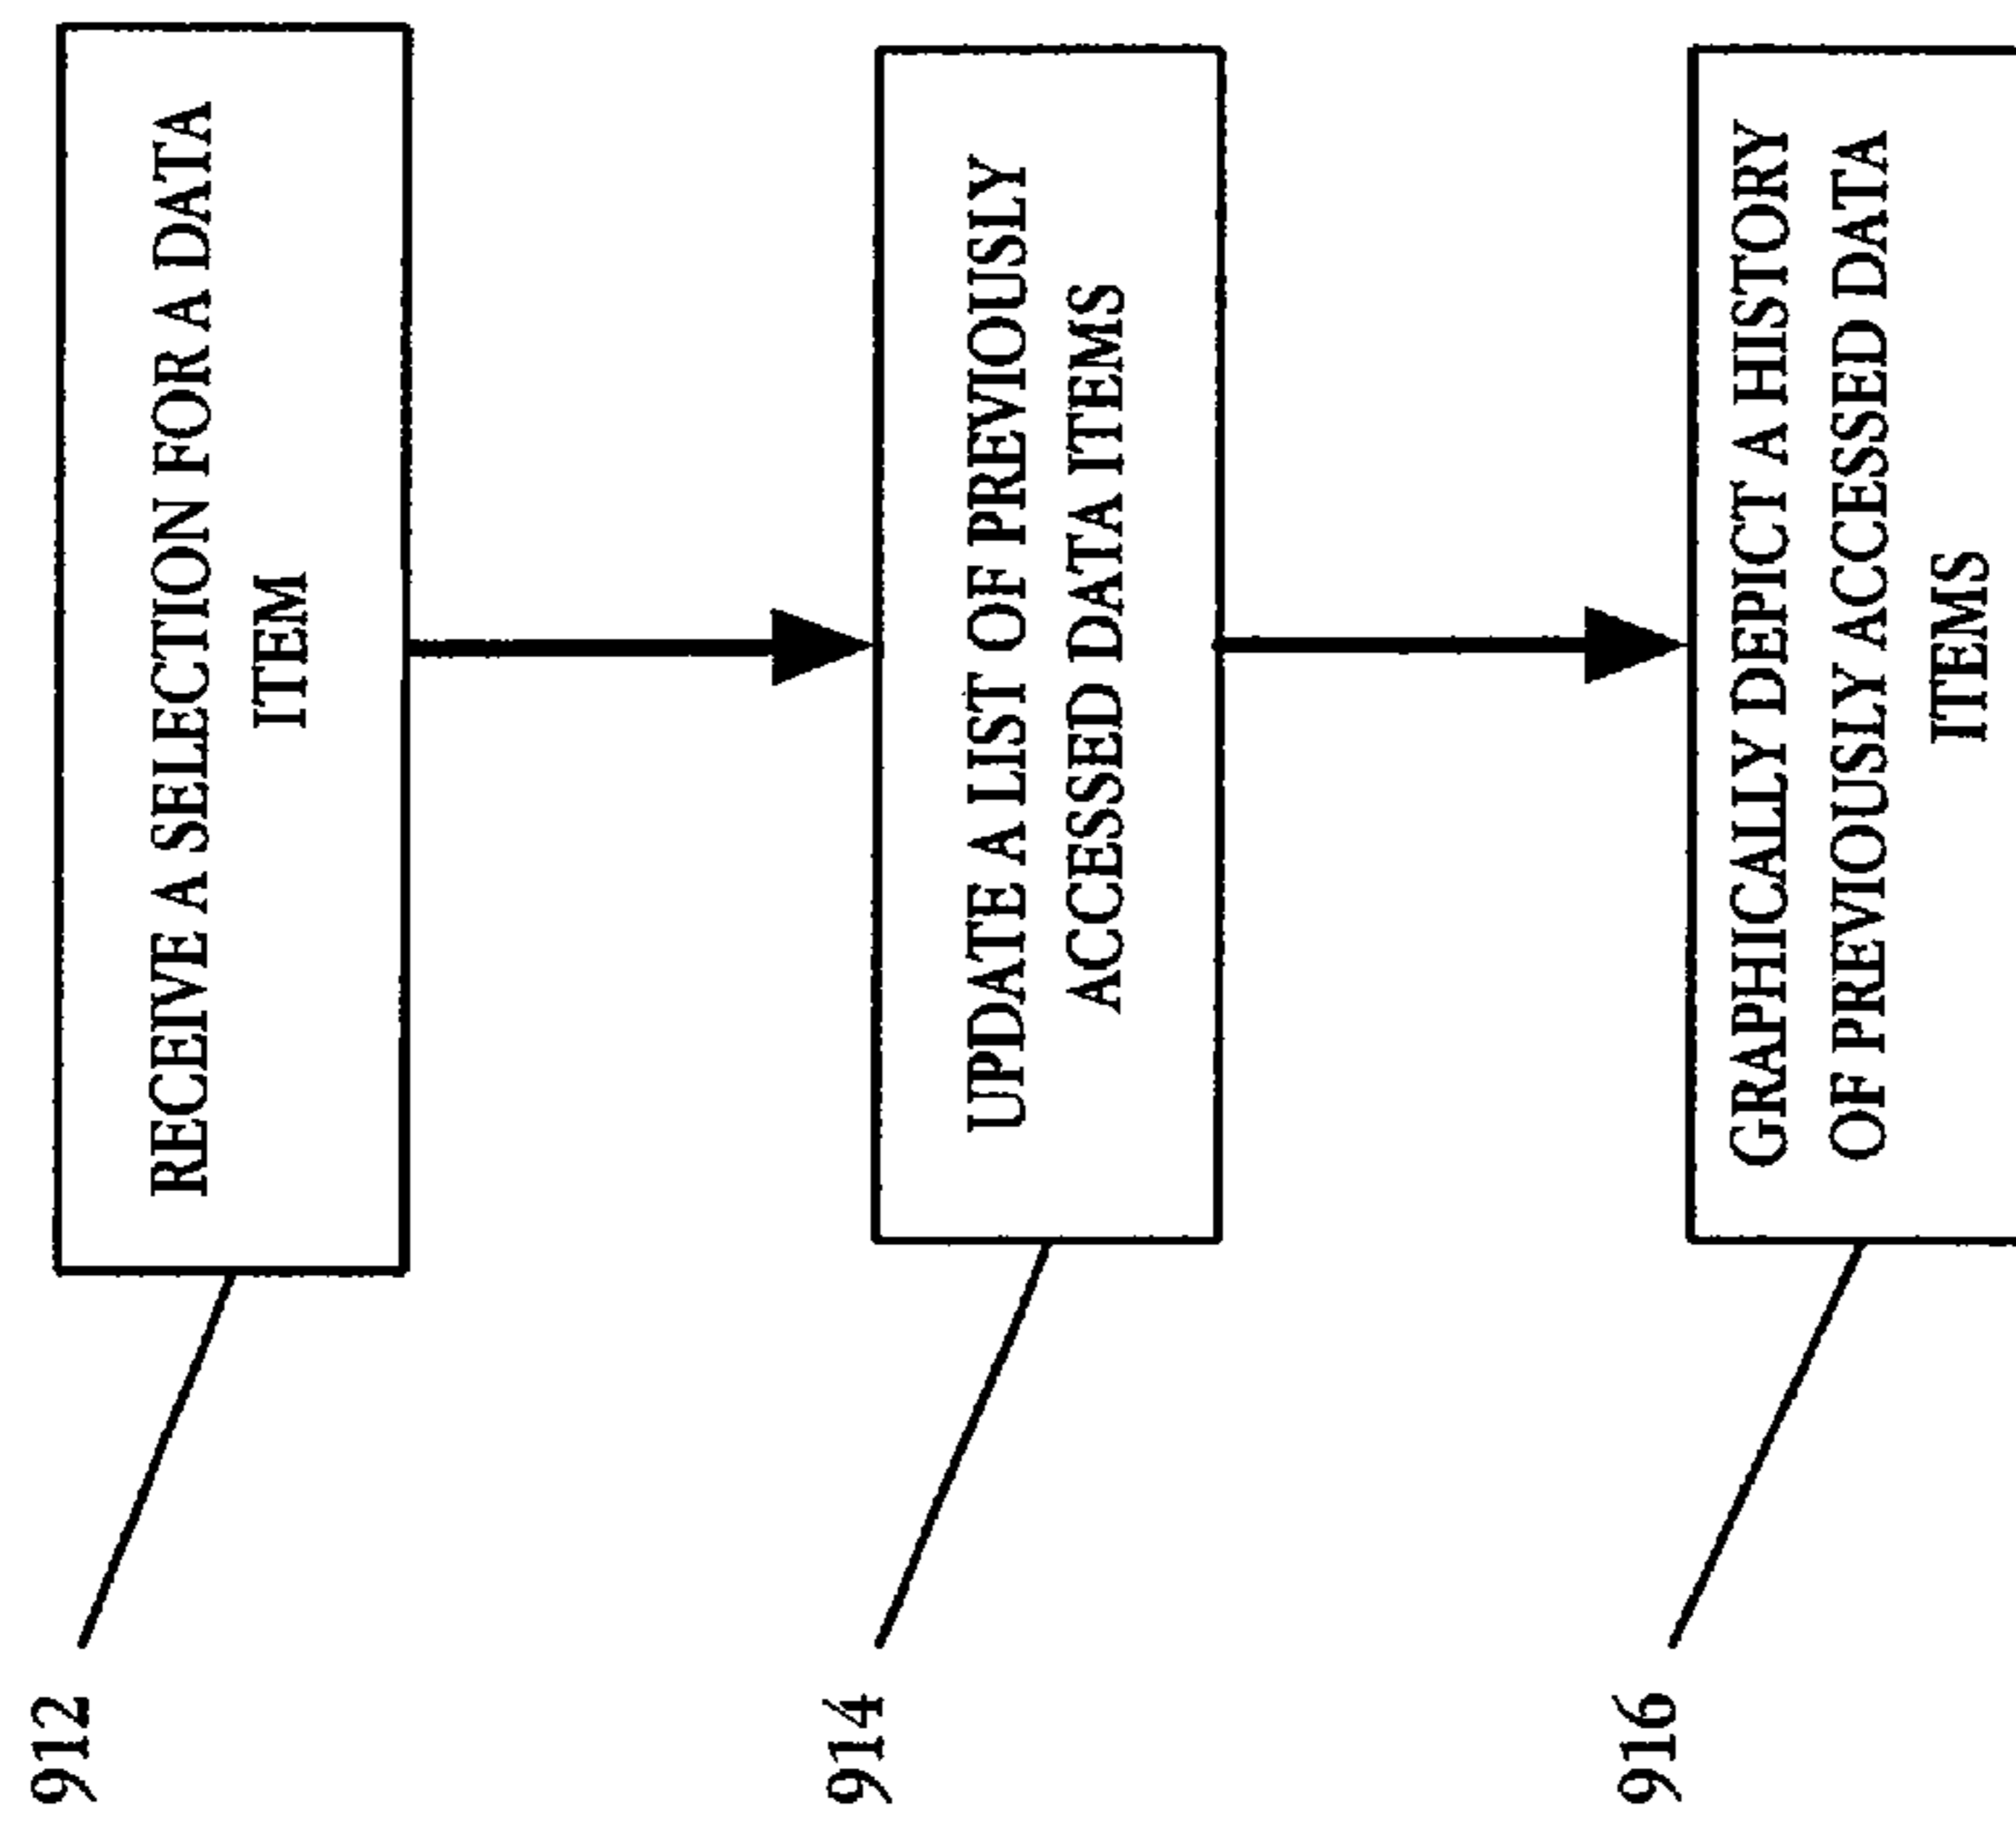 912
RECEIVE A SELECTION FOR A DATA
ITEM
914
UPDATE A LIST OF PREVIOUSLY
ACCESSED DATA ITEMS
916
GRAPHICALLY DEPICT A HISTORY
OF PREVIOUSLY ACCESSED DATA
ITEMS